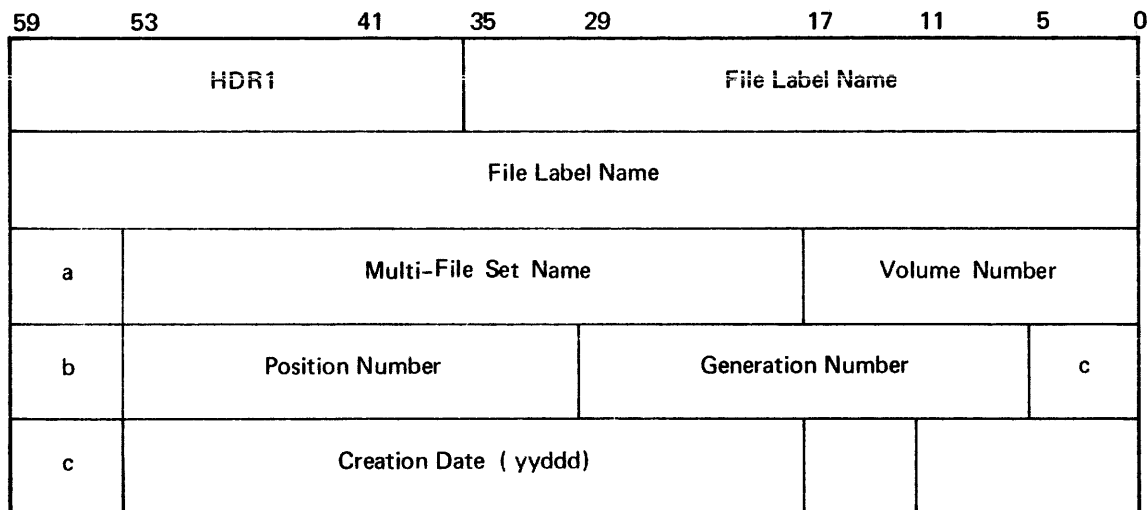 59 53 41 35 29 17 11 5 0
HDR1 File Label Name
File Label Name
a Multi-File Set Name Volume Number
b Position Number Generation Number c
c Creation Date ( yyddd)